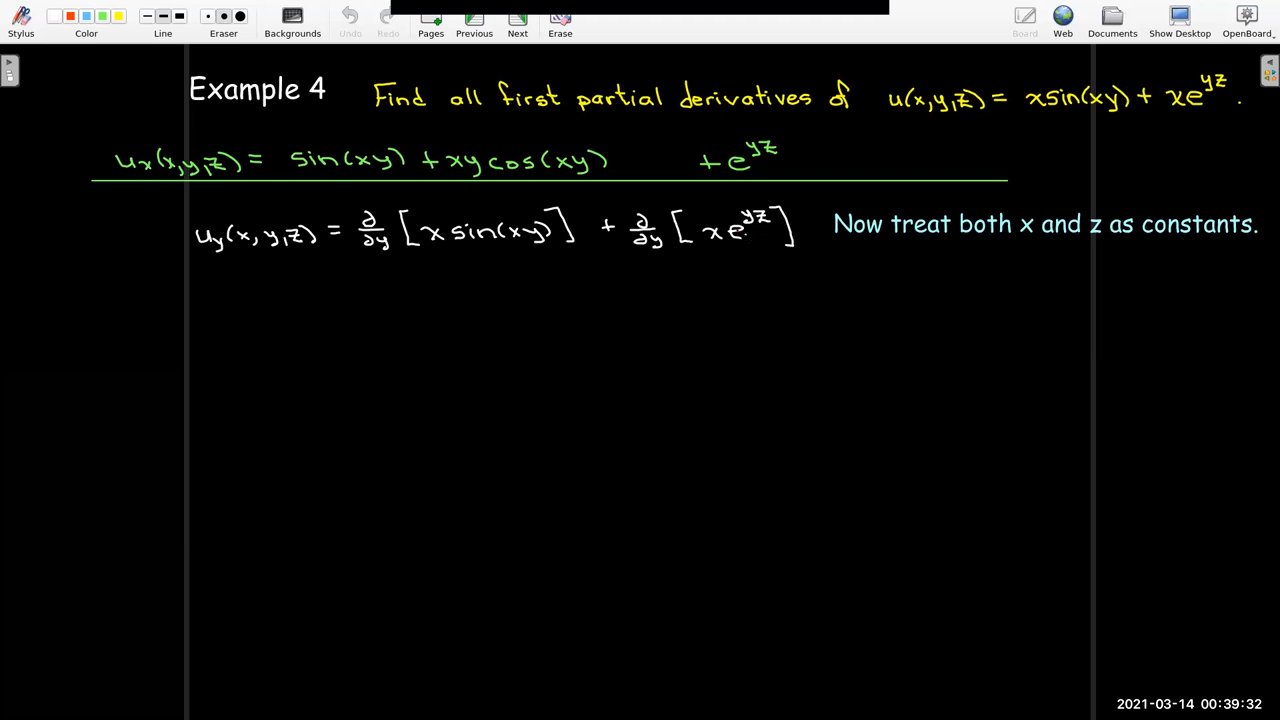 Stylus Color Line Eraser Backgrounds Undo Redo Pages Previous Next Erase Board Web Documents Show Desktop OpenBoard
Example 4 Find all first partial derivatives of u(x,y,z) = x sin(xy) + xe^{yz}.
u_x(x,y,z) = sin(xy) + xy cos(xy) + e^{yz}
u_y(x,y,z) = ∂/∂y [x sin(xy)] + ∂/∂y [xe^{yz}] Now treat both x and z as constants.
2021-03-14 00:39:32